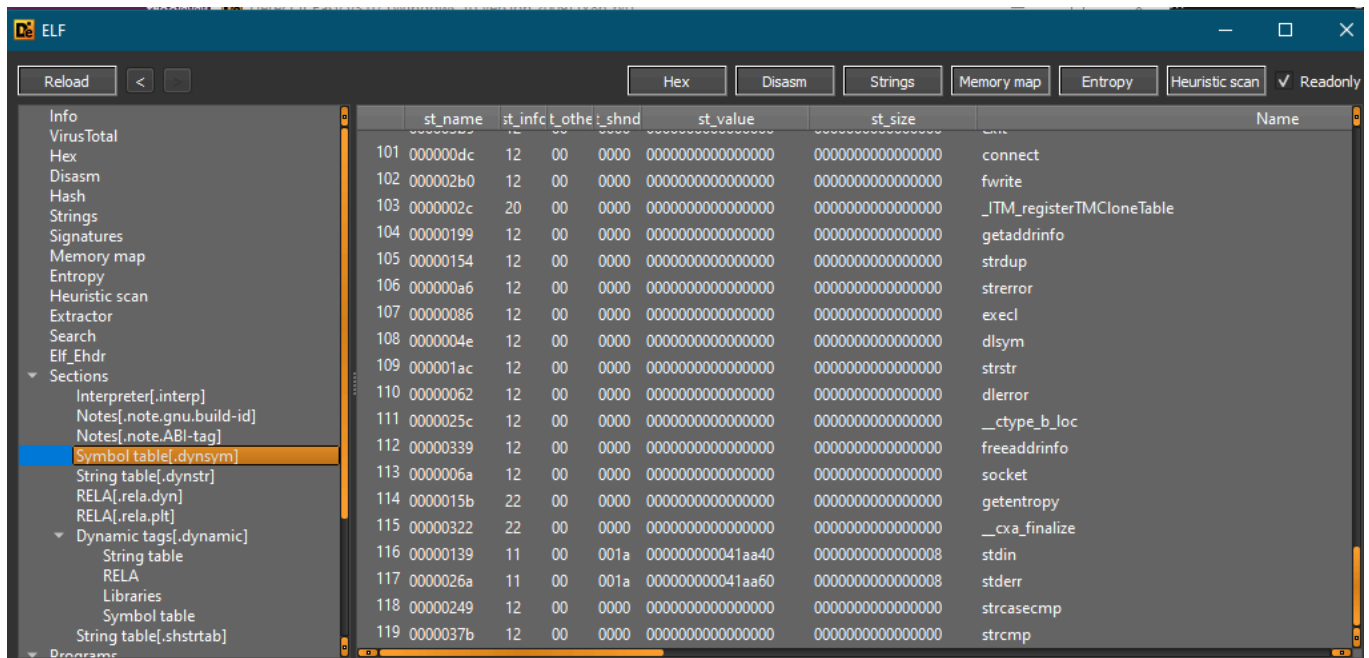 ELF
Reload < > Hex Disasm Strings Memory map Entropy Heuristic scan Readonly
Info
VirusTotal
Hex
Disasm
Hash
Strings
Signatures
Memory map
Entropy
Heuristic scan
Extractor
Search
Elf_Ehdr
Sections
Interpreter[.interp]
Notes[.note.gnu.build-id]
Notes[.note.ABI-tag]
Symbol table[.dynsym]
String table[.dynstr]
RELA[.rela.dyn]
RELA[.rela.plt]
Dynamic tags[.dynamic]
String table
RELA
Libraries
Symbol table
String table[.shstrtab]
Programs
st_name st_info t_othe t_shnd st_value st_size Name
101 000000dc 12 00 0000 0000000000000000 0000000000000000 connect
102 000002b0 12 00 0000 0000000000000000 0000000000000000 fwrite
103 0000002c 20 00 0000 0000000000000000 0000000000000000 _ITM_registerTMCloneTable
104 00000199 12 00 0000 0000000000000000 0000000000000000 getaddrinfo
105 00000154 12 00 0000 0000000000000000 0000000000000000 strdup
106 000000a6 12 00 0000 0000000000000000 0000000000000000 strerror
107 00000086 12 00 0000 0000000000000000 0000000000000000 execl
108 0000004e 12 00 0000 0000000000000000 0000000000000000 dlsym
109 000001ac 12 00 0000 0000000000000000 0000000000000000 strstr
110 00000062 12 00 0000 0000000000000000 0000000000000000 dlerror
111 0000025c 12 00 0000 0000000000000000 0000000000000000 __ctype_b_loc
112 00000339 12 00 0000 0000000000000000 0000000000000000 freeaddrinfo
113 0000006a 12 00 0000 0000000000000000 0000000000000000 socket
114 0000015b 22 00 0000 0000000000000000 0000000000000000 getentropy
115 00000322 22 00 0000 0000000000000000 0000000000000000 __cxa_finalize
116 00000139 11 00 001a 000000000041aa40 0000000000000008 stdin
117 0000026a 11 00 001a 000000000041aa60 0000000000000008 stderr
118 00000249 12 00 0000 0000000000000000 0000000000000000 strcasecmp
119 0000037b 12 00 0000 0000000000000000 0000000000000000 strcmp